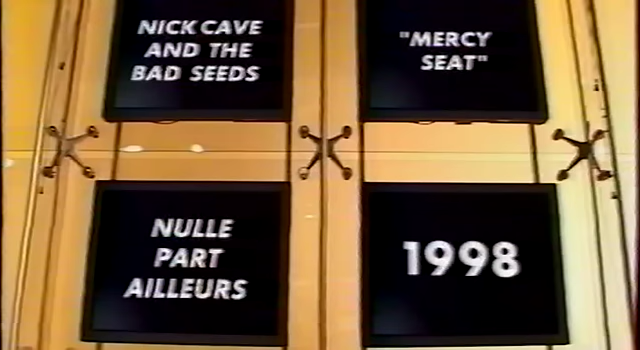 NICK CAVE
AND THE
BAD SEEDS
"MERCY
SEAT"
NULLE
PART
AILLEURS
1998